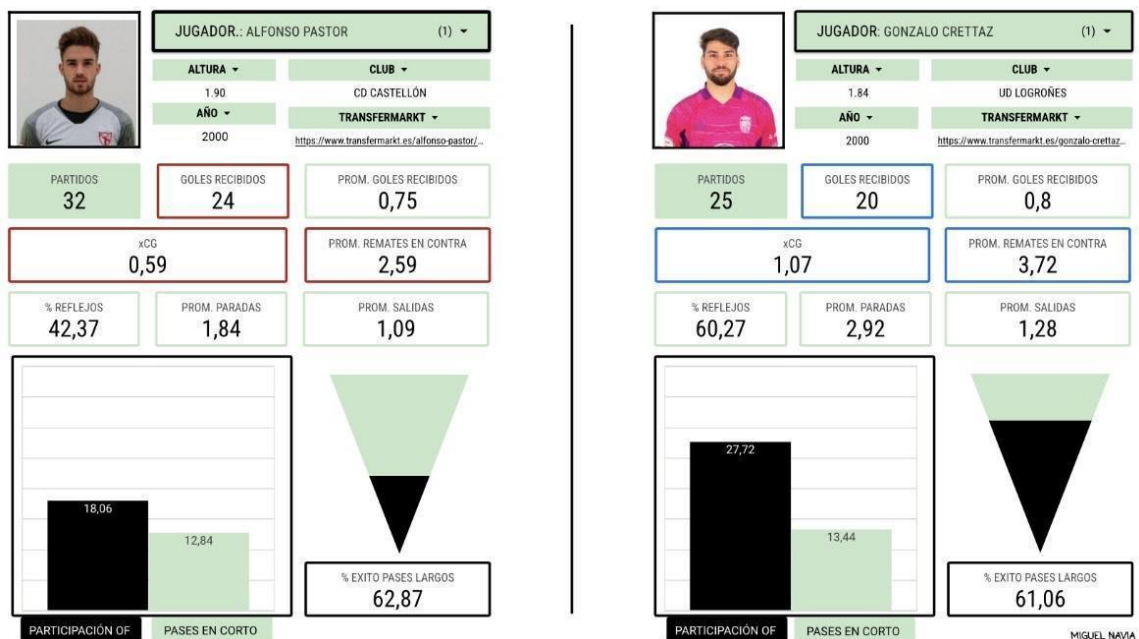 JUGADOR.: ALFONSO PASTOR (1)
ALTURA CLUB
1.90 CD CASTELLÓN
AÑO TRANSFERMARKT
2000 https://www.transfermarkt.es/alfonso-pastor/...
PARTIDOS GOLES RECIBIDOS PROM. GOLES RECIBIDOS
32 24 0,75
xCG PROM. REMATES EN CONTRA
0,59 2,59
% REFLEJOS PROM. PARADAS PROM. SALIDAS
42,37 1,84 1,09
18,06
12,84
% EXITO PASES LARGOS
62,87
PARTICIPACIÓN OF PASES EN CORTO
JUGADOR: GONZALO CRETTAZ (1)
ALTURA CLUB
1.84 UD LOGROÑES
AÑO TRANSFERMARKT
2000 https://www.transfermarkt.es/gonzalo-crettaz...
PARTIDOS GOLES RECIBIDOS PROM. GOLES RECIBIDOS
25 20 0,8
xCG PROM. REMATES EN CONTRA
1,07 3,72
% REFLEJOS PROM. PARADAS PROM. SALIDAS
60,27 2,92 1,28
27,72
13,44
% EXITO PASES LARGOS
61,06
PARTICIPACIÓN OF PASES EN CORTO
MIGUEL NAVIA